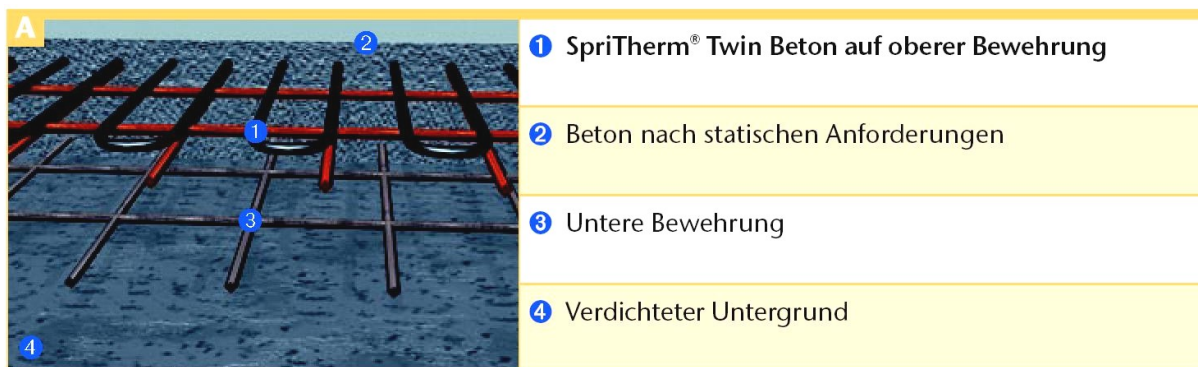 A
2
1
3
4
❶ SpriTherm® Twin Beton auf oberer Bewehrung
❷ Beton nach statischen Anforderungen
❸ Untere Bewehrung
❹ Verdichteter Untergrund